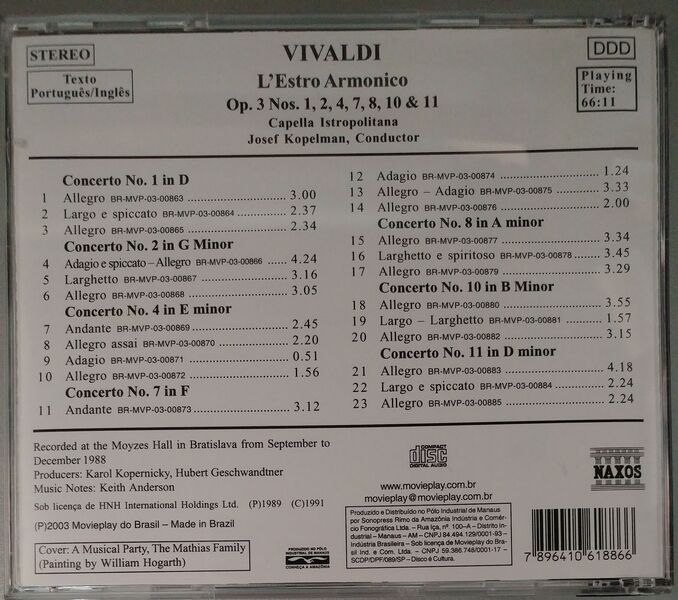 STEREO
VIVALDI
DDD
L'Estro Armonico
Texto
Português/Inglês
Op. 3 Nos. 1, 2, 4, 7, 8, 10 & 11
Playing
Time:
66:11
Capella Istropolitana
Josef Kopelman, Conductor
Concerto No. 1 in D
1 Allegro BR-MVP-03-00863 ........................ 3.00
2 Largo e spiccato BR-MVP-03-00864 ............ 2.37
3 Allegro BR-MVP-03-00865 ........................ 2.34
Concerto No. 2 in G Minor
4 Adagio e spiccato – Allegro BR-MVP-03-00866 ..... 4.24
5 Larghetto BR-MVP-03-00867 .................... 3.16
6 Allegro BR-MVP-03-00868 ........................ 3.05
Concerto No. 4 in E minor
7 Andante BR-MVP-03-00869 ....................... 2.45
8 Allegro assai BR-MVP-03-00870 ................ 2.20
9 Adagio BR-MVP-03-00871 ........................ 0.51
10 Allegro BR-MVP-03-00872 ........................ 1.56
Concerto No. 7 in F
11 Andante BR-MVP-03-00873 ....................... 3.12
12 Adagio BR-MVP-03-00874 ........................ 1.24
13 Allegro – Adagio BR-MVP-03-00875 ............ 3.33
14 Allegro BR-MVP-03-00876 ........................ 2.00
Concerto No. 8 in A minor
15 Allegro BR-MVP-03-00877 ........................ 3.34
16 Larghetto e spiritoso BR-MVP-03-00878 ....... 3.45
17 Allegro BR-MVP-03-00879 ........................ 3.29
Concerto No. 10 in B Minor
18 Allegro BR-MVP-03-00880 ........................ 3.55
19 Largo – Larghetto BR-MVP-03-00881 ........... 1.57
20 Allegro BR-MVP-03-00882 ........................ 3.15
Concerto No. 11 in D minor
21 Allegro BR-MVP-03-00883 ........................ 4.18
22 Largo e spiccato BR-MVP-03-00884 ............. 2.24
23 Allegro BR-MVP-03-00885 ........................ 2.24
Recorded at the Moyzes Hall in Bratislava from September to
December 1988
Producers: Karol Kopernicky, Hubert Geschwandtner
Music Notes: Keith Anderson
Sob licença de HNH International Holdings Ltd. (P)1989 (C)1991
(P)2003 Movieplay do Brasil – Made in Brazil
Cover: A Musical Party, The Mathias Family
(Painting by William Hogarth)
PRODUZIDO NO PÓLO
INDUSTRIAL DE MANAUS
CONHEÇA A AMAZÔNIA
COMPACT
disc
DIGITAL AUDIO
www.movieplay.com.br
movieplay@movieplay.com.br
Produzido e Distribuído no Pólo Industrial de Manaus
por Sonopress Rimo da Amazônia Indústria e Comér-
cio Fonográfica Ltda. – Rua Iça, nº. 100-A – Distrito In-
dustrial - Manaus – AM – CNPJ 84.494.129/0001-93 –
Indústria Brasileira – Sob licença de Movieplay do Bra-
sil Ind. e Com. Ltda. – CNPJ 59.386.748/0001-17 –
SCDP/DPF/089/SP – Disco é Cultura.
NAXOS
7 896410 618866